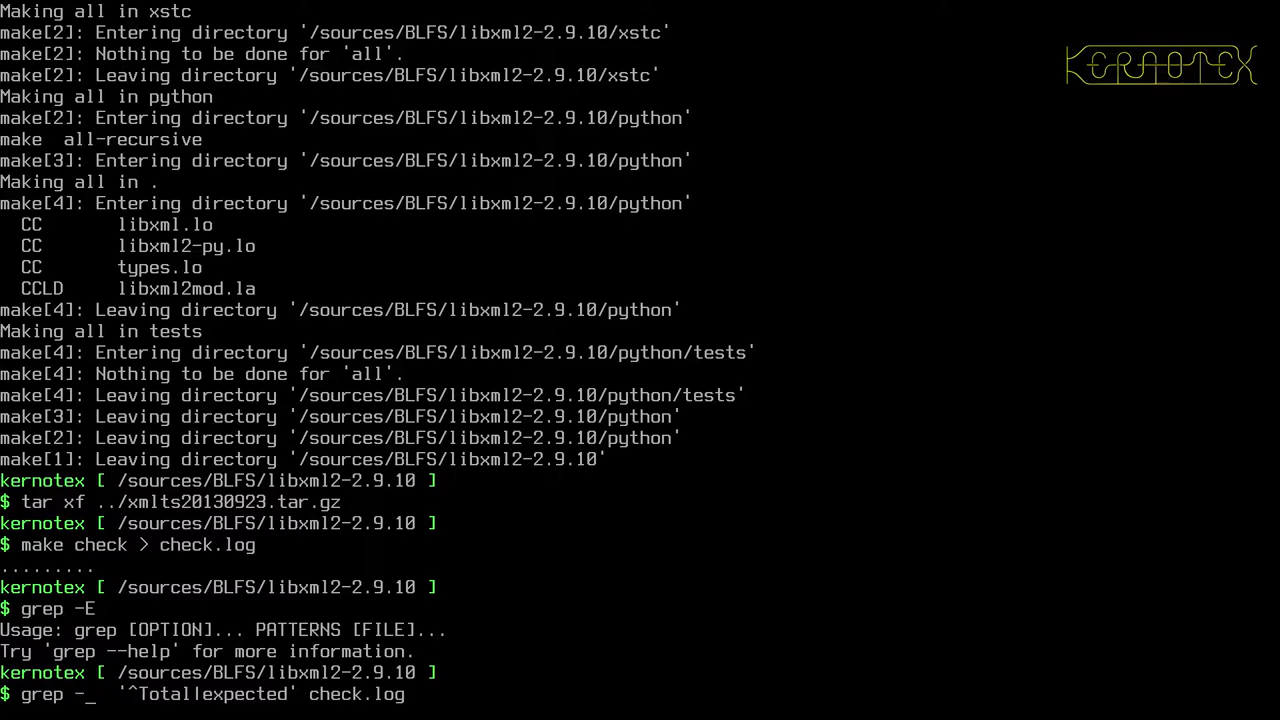 Making all in xstc
make[2]: Entering directory '/sources/BLFS/libxml2-2.9.10/xstc'
make[2]: Nothing to be done for 'all'.
make[2]: Leaving directory '/sources/BLFS/libxml2-2.9.10/xstc'
Making all in python
make[2]: Entering directory '/sources/BLFS/libxml2-2.9.10/python'
make  all-recursive
make[3]: Entering directory '/sources/BLFS/libxml2-2.9.10/python'
Making all in .
make[4]: Entering directory '/sources/BLFS/libxml2-2.9.10/python'
  CC       libxml.lo
  CC       libxml2-py.lo
  CC       types.lo
  CCLD     libxml2mod.la
make[4]: Leaving directory '/sources/BLFS/libxml2-2.9.10/python'
Making all in tests
make[4]: Entering directory '/sources/BLFS/libxml2-2.9.10/python/tests'
make[4]: Nothing to be done for 'all'.
make[4]: Leaving directory '/sources/BLFS/libxml2-2.9.10/python/tests'
make[3]: Leaving directory '/sources/BLFS/libxml2-2.9.10/python'
make[2]: Leaving directory '/sources/BLFS/libxml2-2.9.10/python'
make[1]: Leaving directory '/sources/BLFS/libxml2-2.9.10'
kernotex [ /sources/BLFS/libxml2-2.9.10 ]
$ tar xf ../xmlts20130923.tar.gz
kernotex [ /sources/BLFS/libxml2-2.9.10 ]
$ make check > check.log
.........
kernotex [ /sources/BLFS/libxml2-2.9.10 ]
$ grep -E
Usage: grep [OPTION]... PATTERNS [FILE]...
Try 'grep --help' for more information.
kernotex [ /sources/BLFS/libxml2-2.9.10 ]
$ grep -_  '^Total|expected' check.log
KERNOTEX